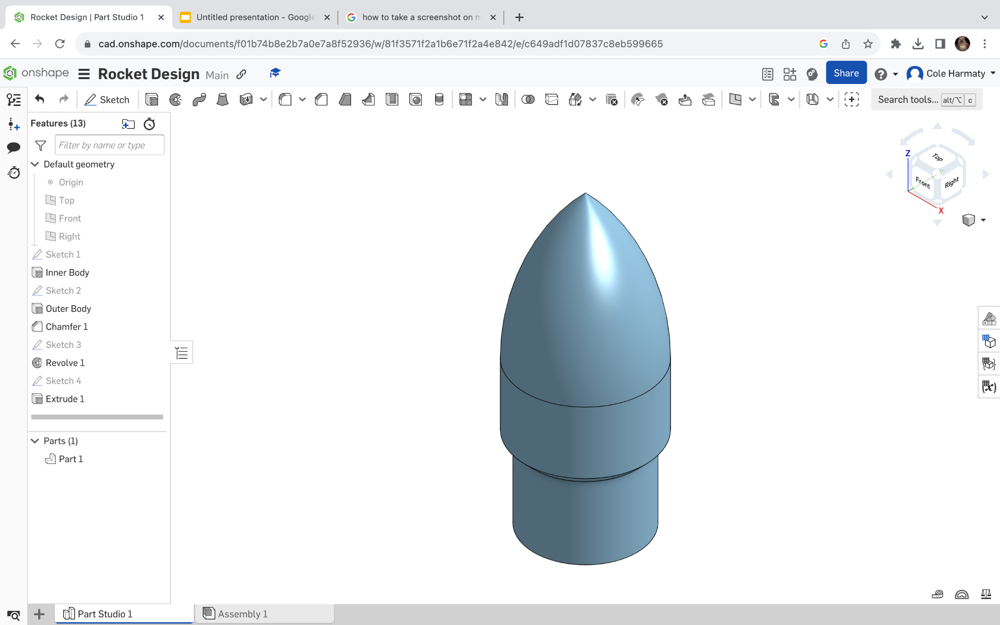 Rocket Design | Part Studio 1
Untitled presentation - Google
how to take a screenshot on m
cad.onshape.com/documents/f01b74b8e2b7a0e7a8f52936/w/81f3571f2a1b6e71f2a4e842/e/c649adf1d07837c8eb599665
onshape Rocket Design Main
Share
Cole Harmaty
Sketch
Search tools... alt/⌥ c
Features (13)
Filter by name or type
Default geometry
Origin
Top
Front
Right
Sketch 1
Inner Body
Sketch 2
Outer Body
Chamfer 1
Sketch 3
Revolve 1
Sketch 4
Extrude 1
Parts (1)
Part 1
Z
Top
Y
Front
Right
X
Part Studio 1
Assembly 1